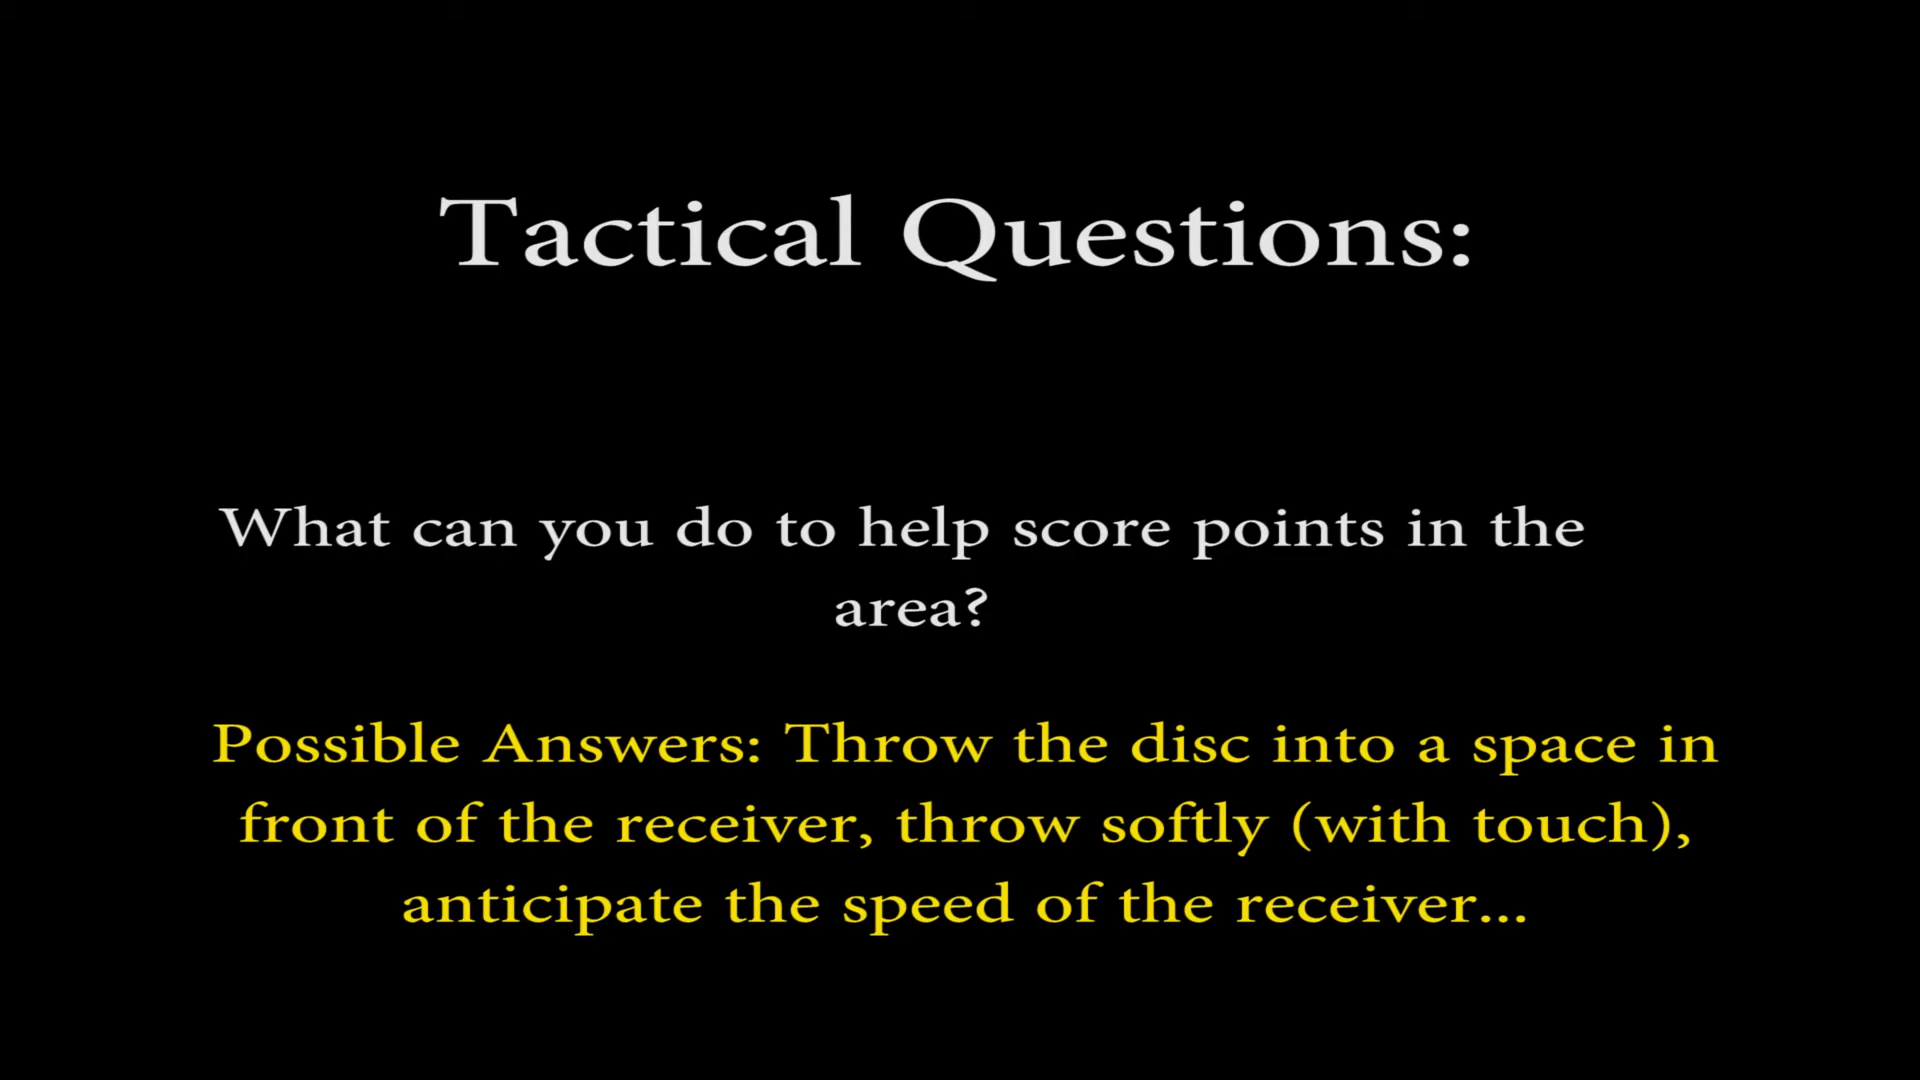 Tactical Questions:
What can you do to help score points in the
area?
Possible Answers: Throw the disc into a space in
front of the receiver, throw softly (with touch),
anticipate the speed of the receiver...